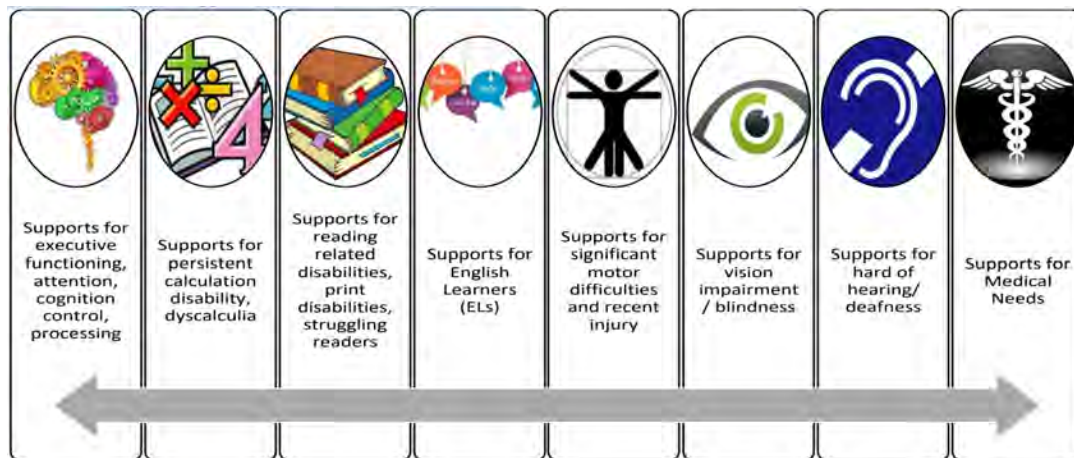 Supports for
executive
functioning,
attention,
cognition
control,
processing
Supports for
persistent
calculation
disability,
dyscalculia
Supports for
reading
related
disabilities,
print
disabilities,
struggling
readers
Supports for
English
Learners
(ELs)
Supports for
significant
motor
difficulties
and recent
injury
Supports for
vision
impairment
/ blindness
Supports for
hard of
hearing/
deafness
Supports for
Medical
Needs
4